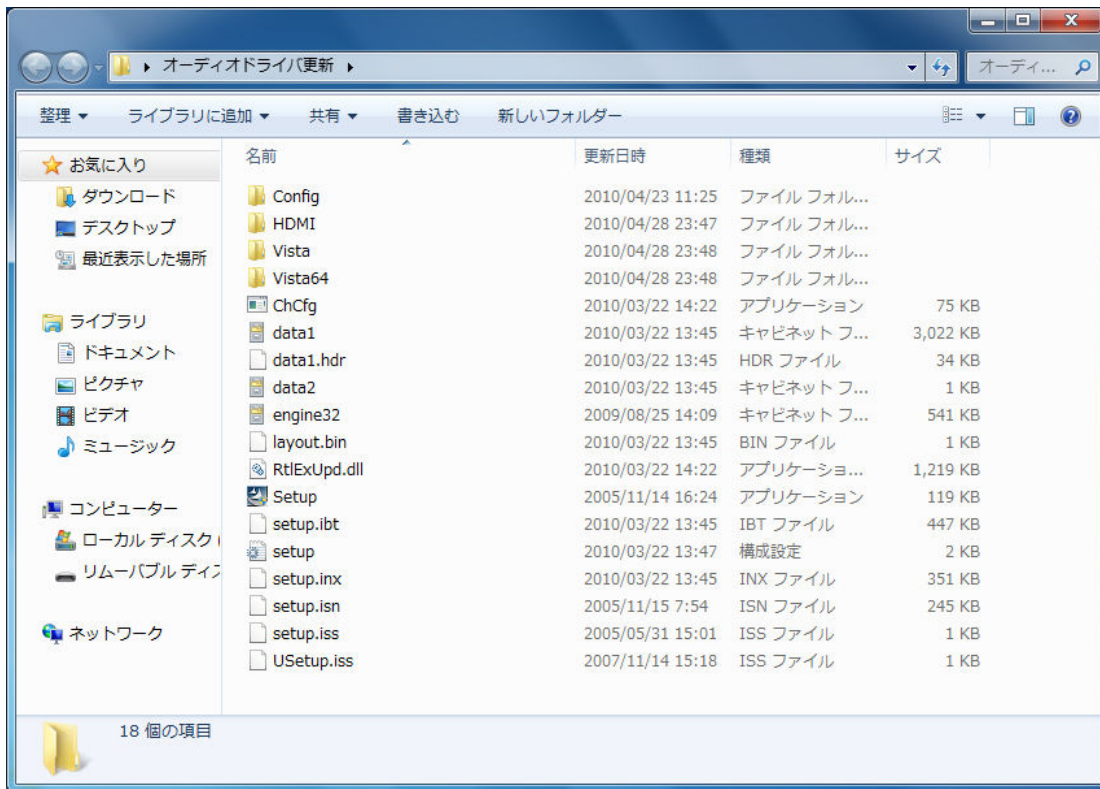 オーディオドライバ更新
オーディ...
整理 ライブラリに追加 共有 書き込む 新しいフォルダー
お気に入り
ダウンロード
デスクトップ
最近表示した場所
ライブラリ
ドキュメント
ピクチャ
ビデオ
ミュージック
コンピューター
ローカル ディスク (
リムーバブル ディス
ネットワーク
名前 更新日時 種類 サイズ
Config 2010/04/23 11:25 ファイル フォル...
HDMI 2010/04/28 23:47 ファイル フォル...
Vista 2010/04/28 23:48 ファイル フォル...
Vista64 2010/04/28 23:48 ファイル フォル...
ChCfg 2010/03/22 14:22 アプリケーション 75 KB
data1 2010/03/22 13:45 キャビネット フ... 3,022 KB
data1.hdr 2010/03/22 13:45 HDR ファイル 34 KB
data2 2010/03/22 13:45 キャビネット フ... 1 KB
engine32 2009/08/25 14:09 キャビネット フ... 541 KB
layout.bin 2010/03/22 13:45 BIN ファイル 1 KB
RtlExUpd.dll 2010/03/22 14:22 アプリケーショ... 1,219 KB
Setup 2005/11/14 16:24 アプリケーション 119 KB
setup.ibt 2010/03/22 13:45 IBT ファイル 447 KB
setup 2010/03/22 13:47 構成設定 2 KB
setup.inx 2010/03/22 13:45 INX ファイル 351 KB
setup.isn 2005/11/15 7:54 ISN ファイル 245 KB
setup.iss 2005/05/31 15:01 ISS ファイル 1 KB
USetup.iss 2007/11/14 15:18 ISS ファイル 1 KB
18 個の項目